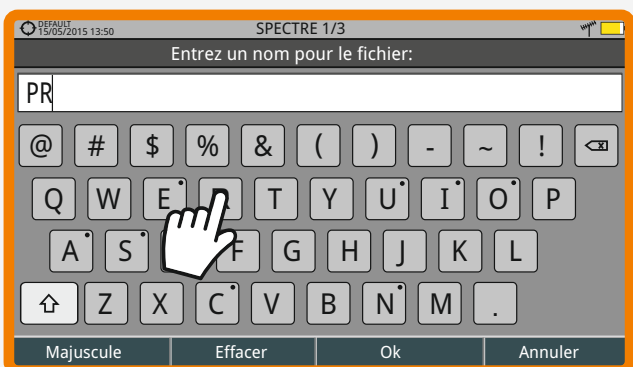 DEFAULT
15/05/2015 13:50 SPECTRE 1/3
Entrez un nom pour le fichier:
PR
@ # $ % & ( ) - ~ ! ⌫
Q W E T Y U I O P
A S F G H J K L
Z X C V B N M .
Majuscule Effacer Ok Annuler